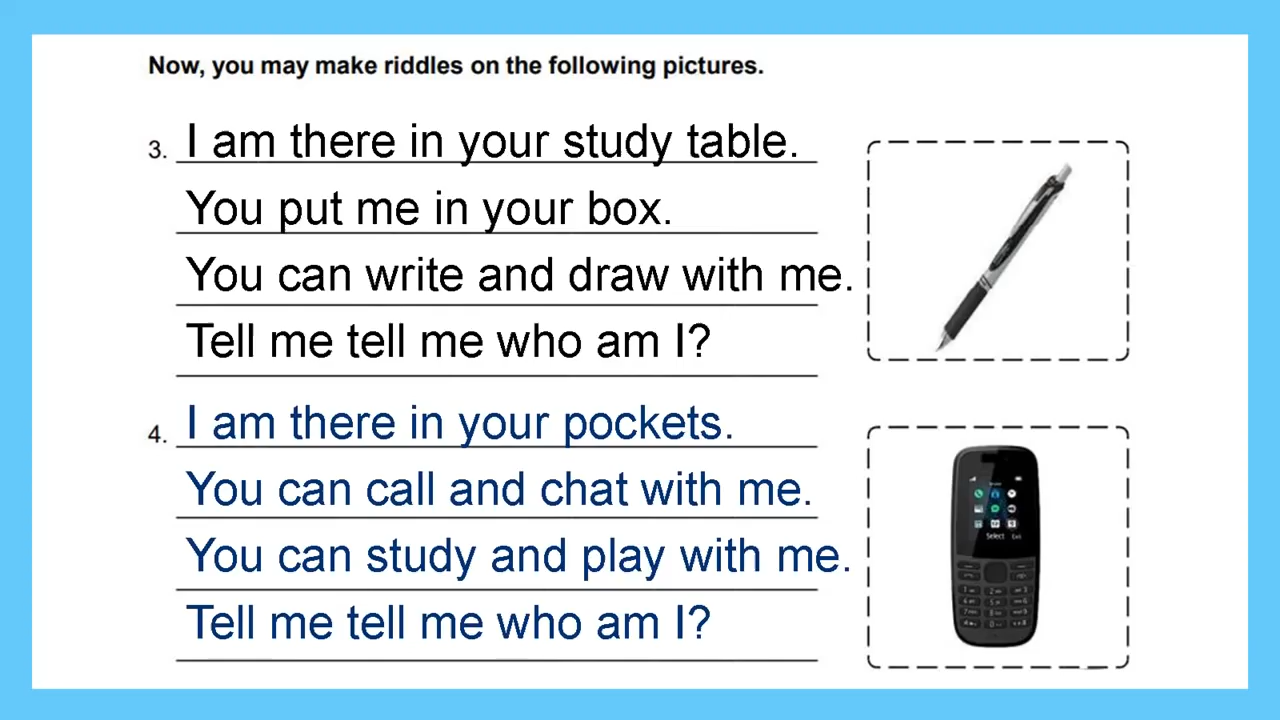 Now, you may make riddles on the following pictures.
3. I am there in your study table.
You put me in your box.
You can write and draw with me.
Tell me tell me who am I?
4. I am there in your pockets.
You can call and chat with me.
You can study and play with me.
Tell me tell me who am I?
Select